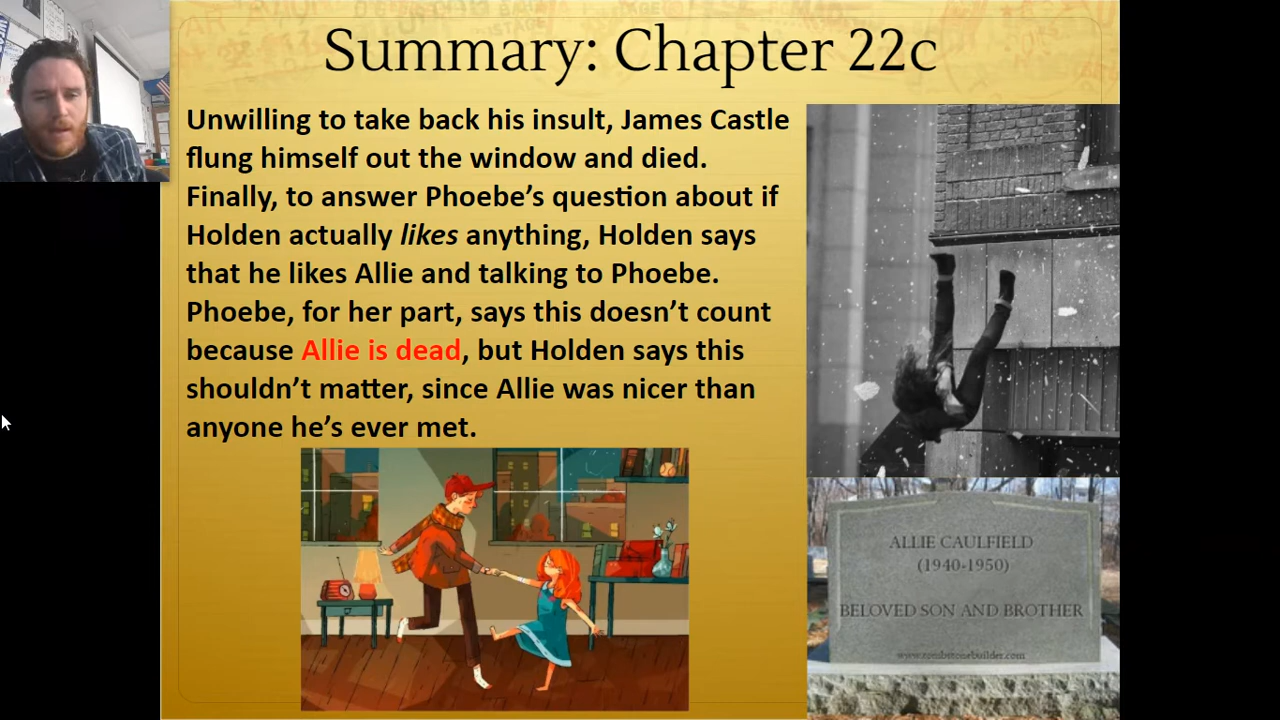 Summary: Chapter 22c
Unwilling to take back his insult, James Castle
flung himself out the window and died.
Finally, to answer Phoebe’s question about if
Holden actually likes anything, Holden says
that he likes Allie and talking to Phoebe.
Phoebe, for her part, says this doesn’t count
because Allie is dead, but Holden says this
shouldn’t matter, since Allie was nicer than
anyone he’s ever met.
ALLIE CAULFIELD
(1940-1950)
BELOVED SON AND BROTHER
www.tombstonebuilder.com